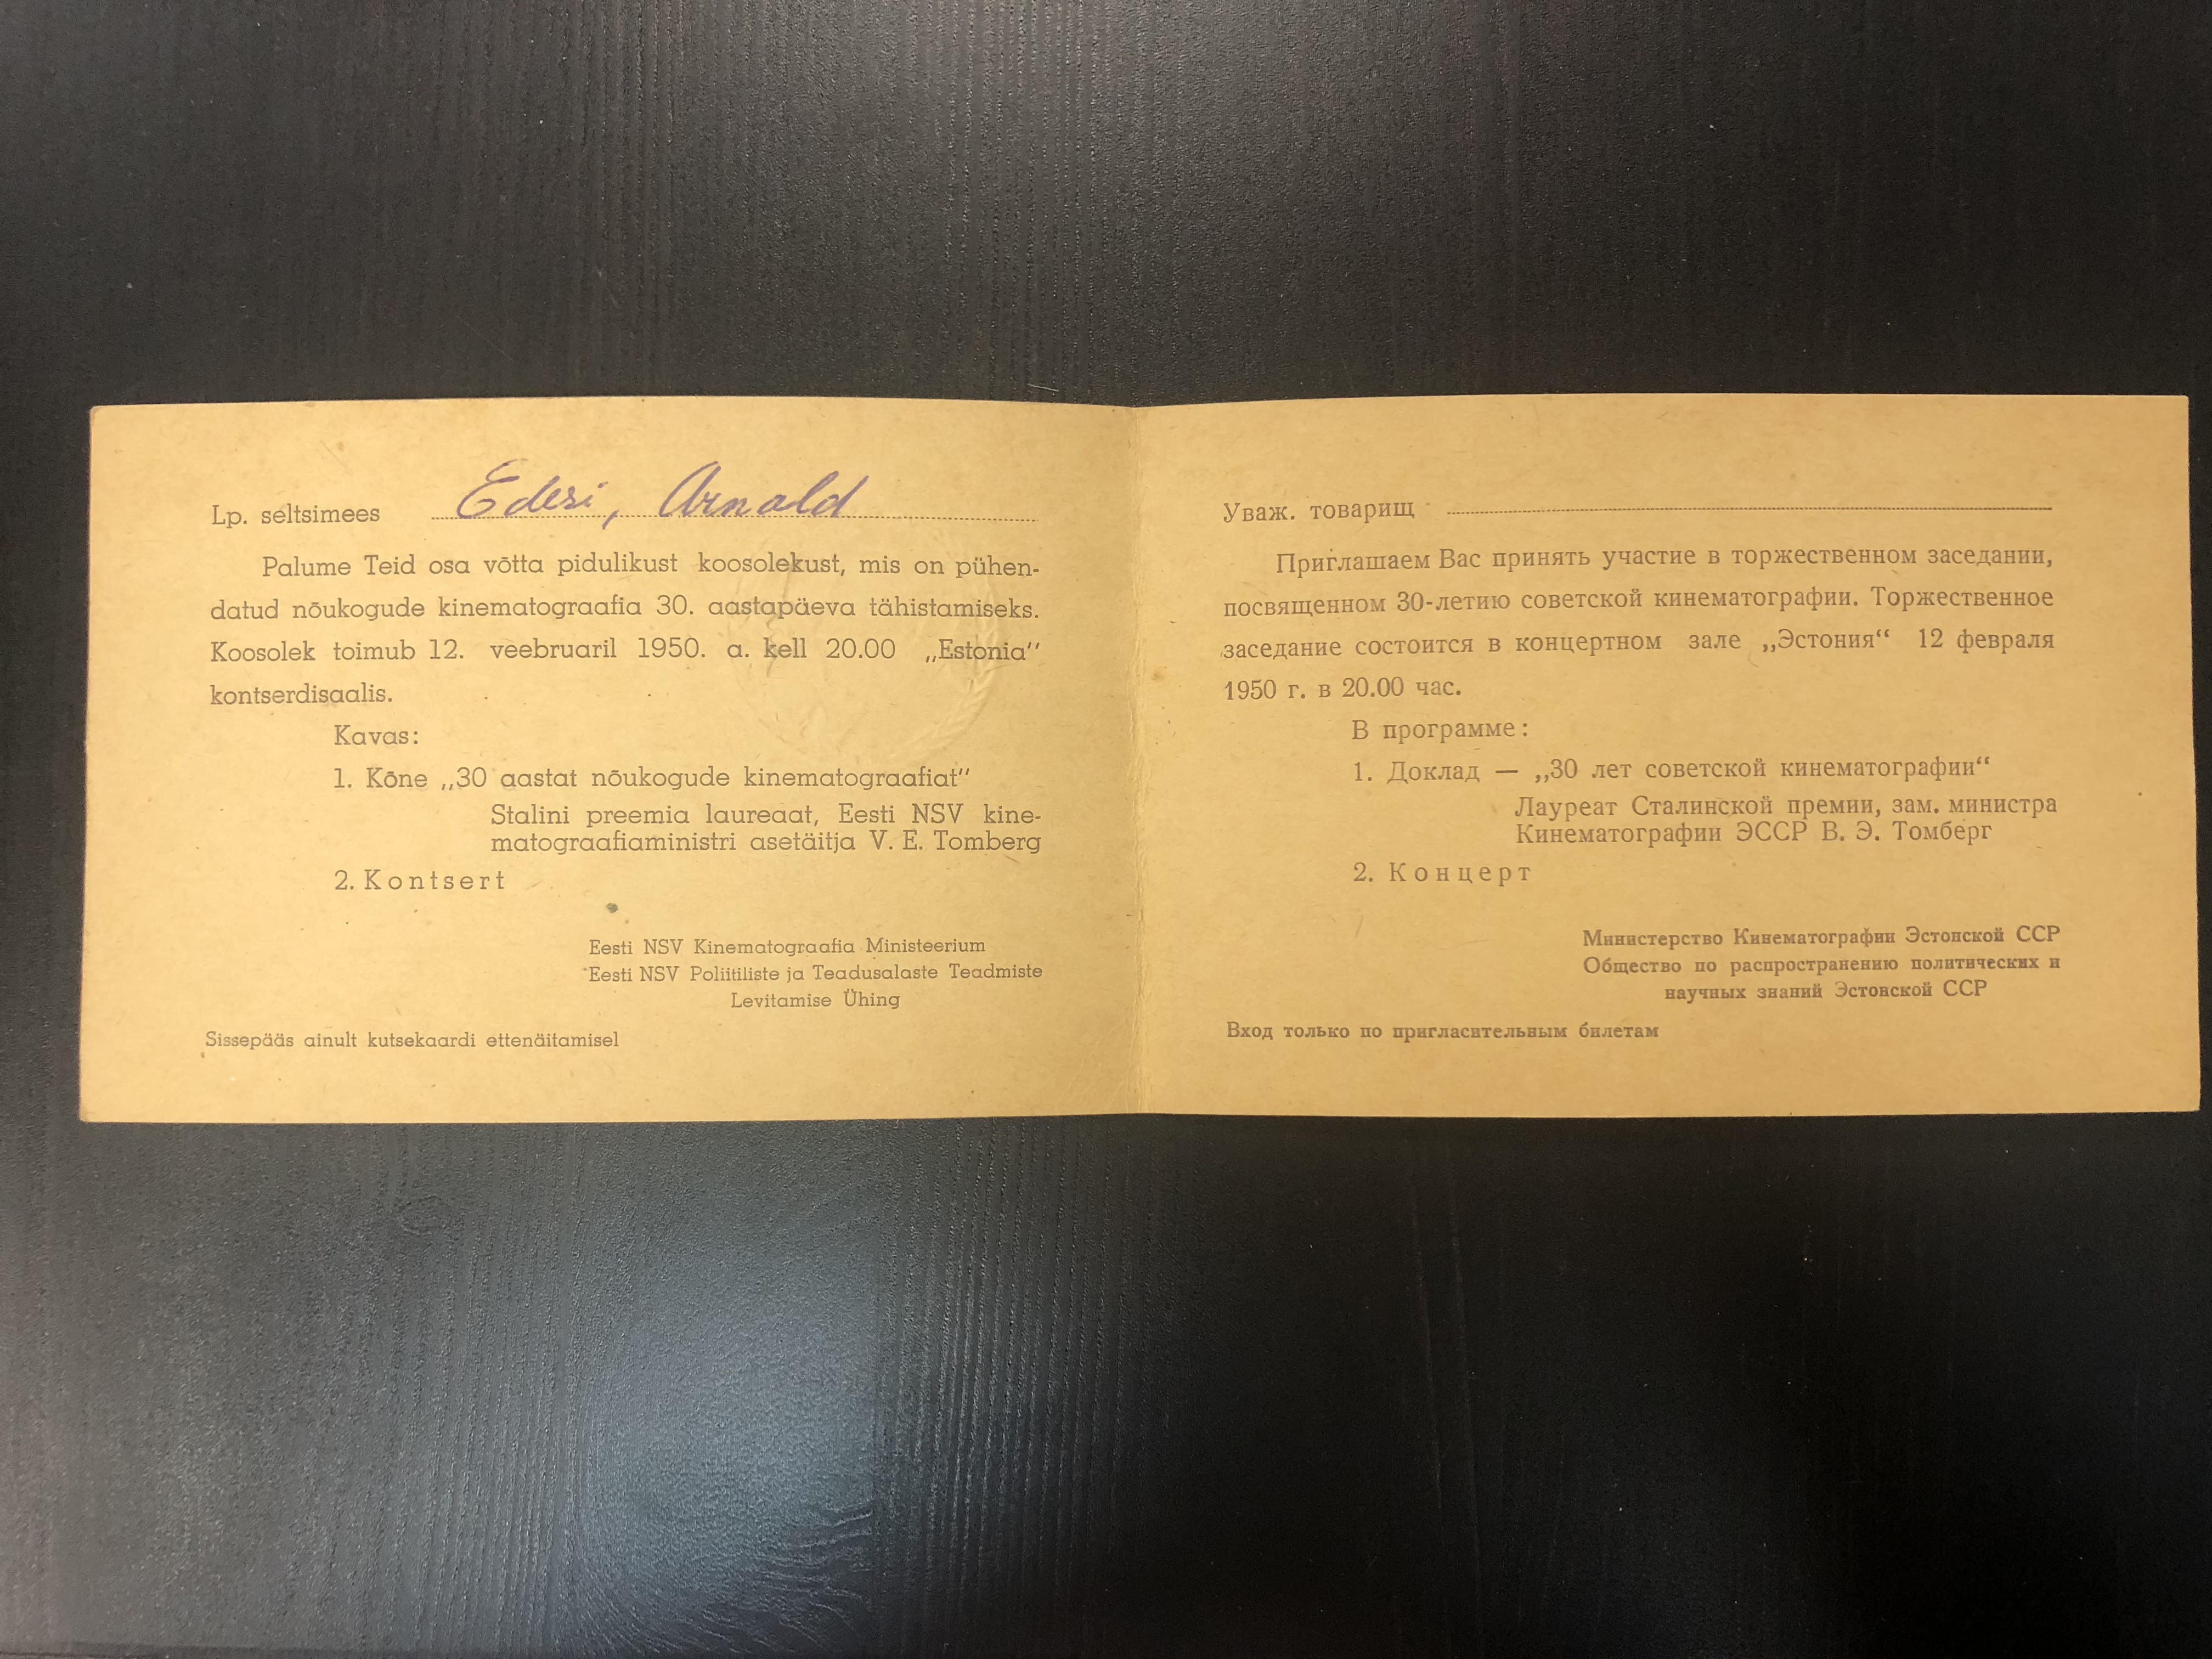 Lp. seltsimees Ederi, Arnold
Palume Teid osa võtta pidulikust koosolekust, mis on pühen-
datud nõukogude kinematograafia 30. aastapäeva tähistamiseks.
Koosolek toimub 12. veebruaril 1950. a. kell 20.00 „Estonia“
kontserdisaalis.
Kavas:
1. Kõne „30 aastat nõukogude kinematograafiat“
Stalini preemia laureaat, Eesti NSV kine-
matograafiaministri asetäitja V. E. Tomberg
2. Kontsert
Eesti NSV Kinematograafia Ministeerium
Eesti NSV Poliitiliste ja Teadusalaste Teadmiste
Levitamise Ühing
Sissepääs ainult kutsekaardi ettenäitamisel
Уваж. товарищ
Приглашаем Вас принять участие в торжественном заседании,
посвященном 30-летию советской кинематографии. Торжественное
заседание состоится в концертном зале „Эстония“ 12 февраля
1950 г. в 20.00 час.
В программе:
1. Доклад — „30 лет советской кинематографии“
Лауреат Сталинской премии, зам. министра
Кинематографии ЭССР В. Э. Томберг
2. Концерт
Министерство Кинематографии Эстонской ССР
Общество по распространению политических и
научных знаний Эстонской ССР
Вход только по пригласительным билетам